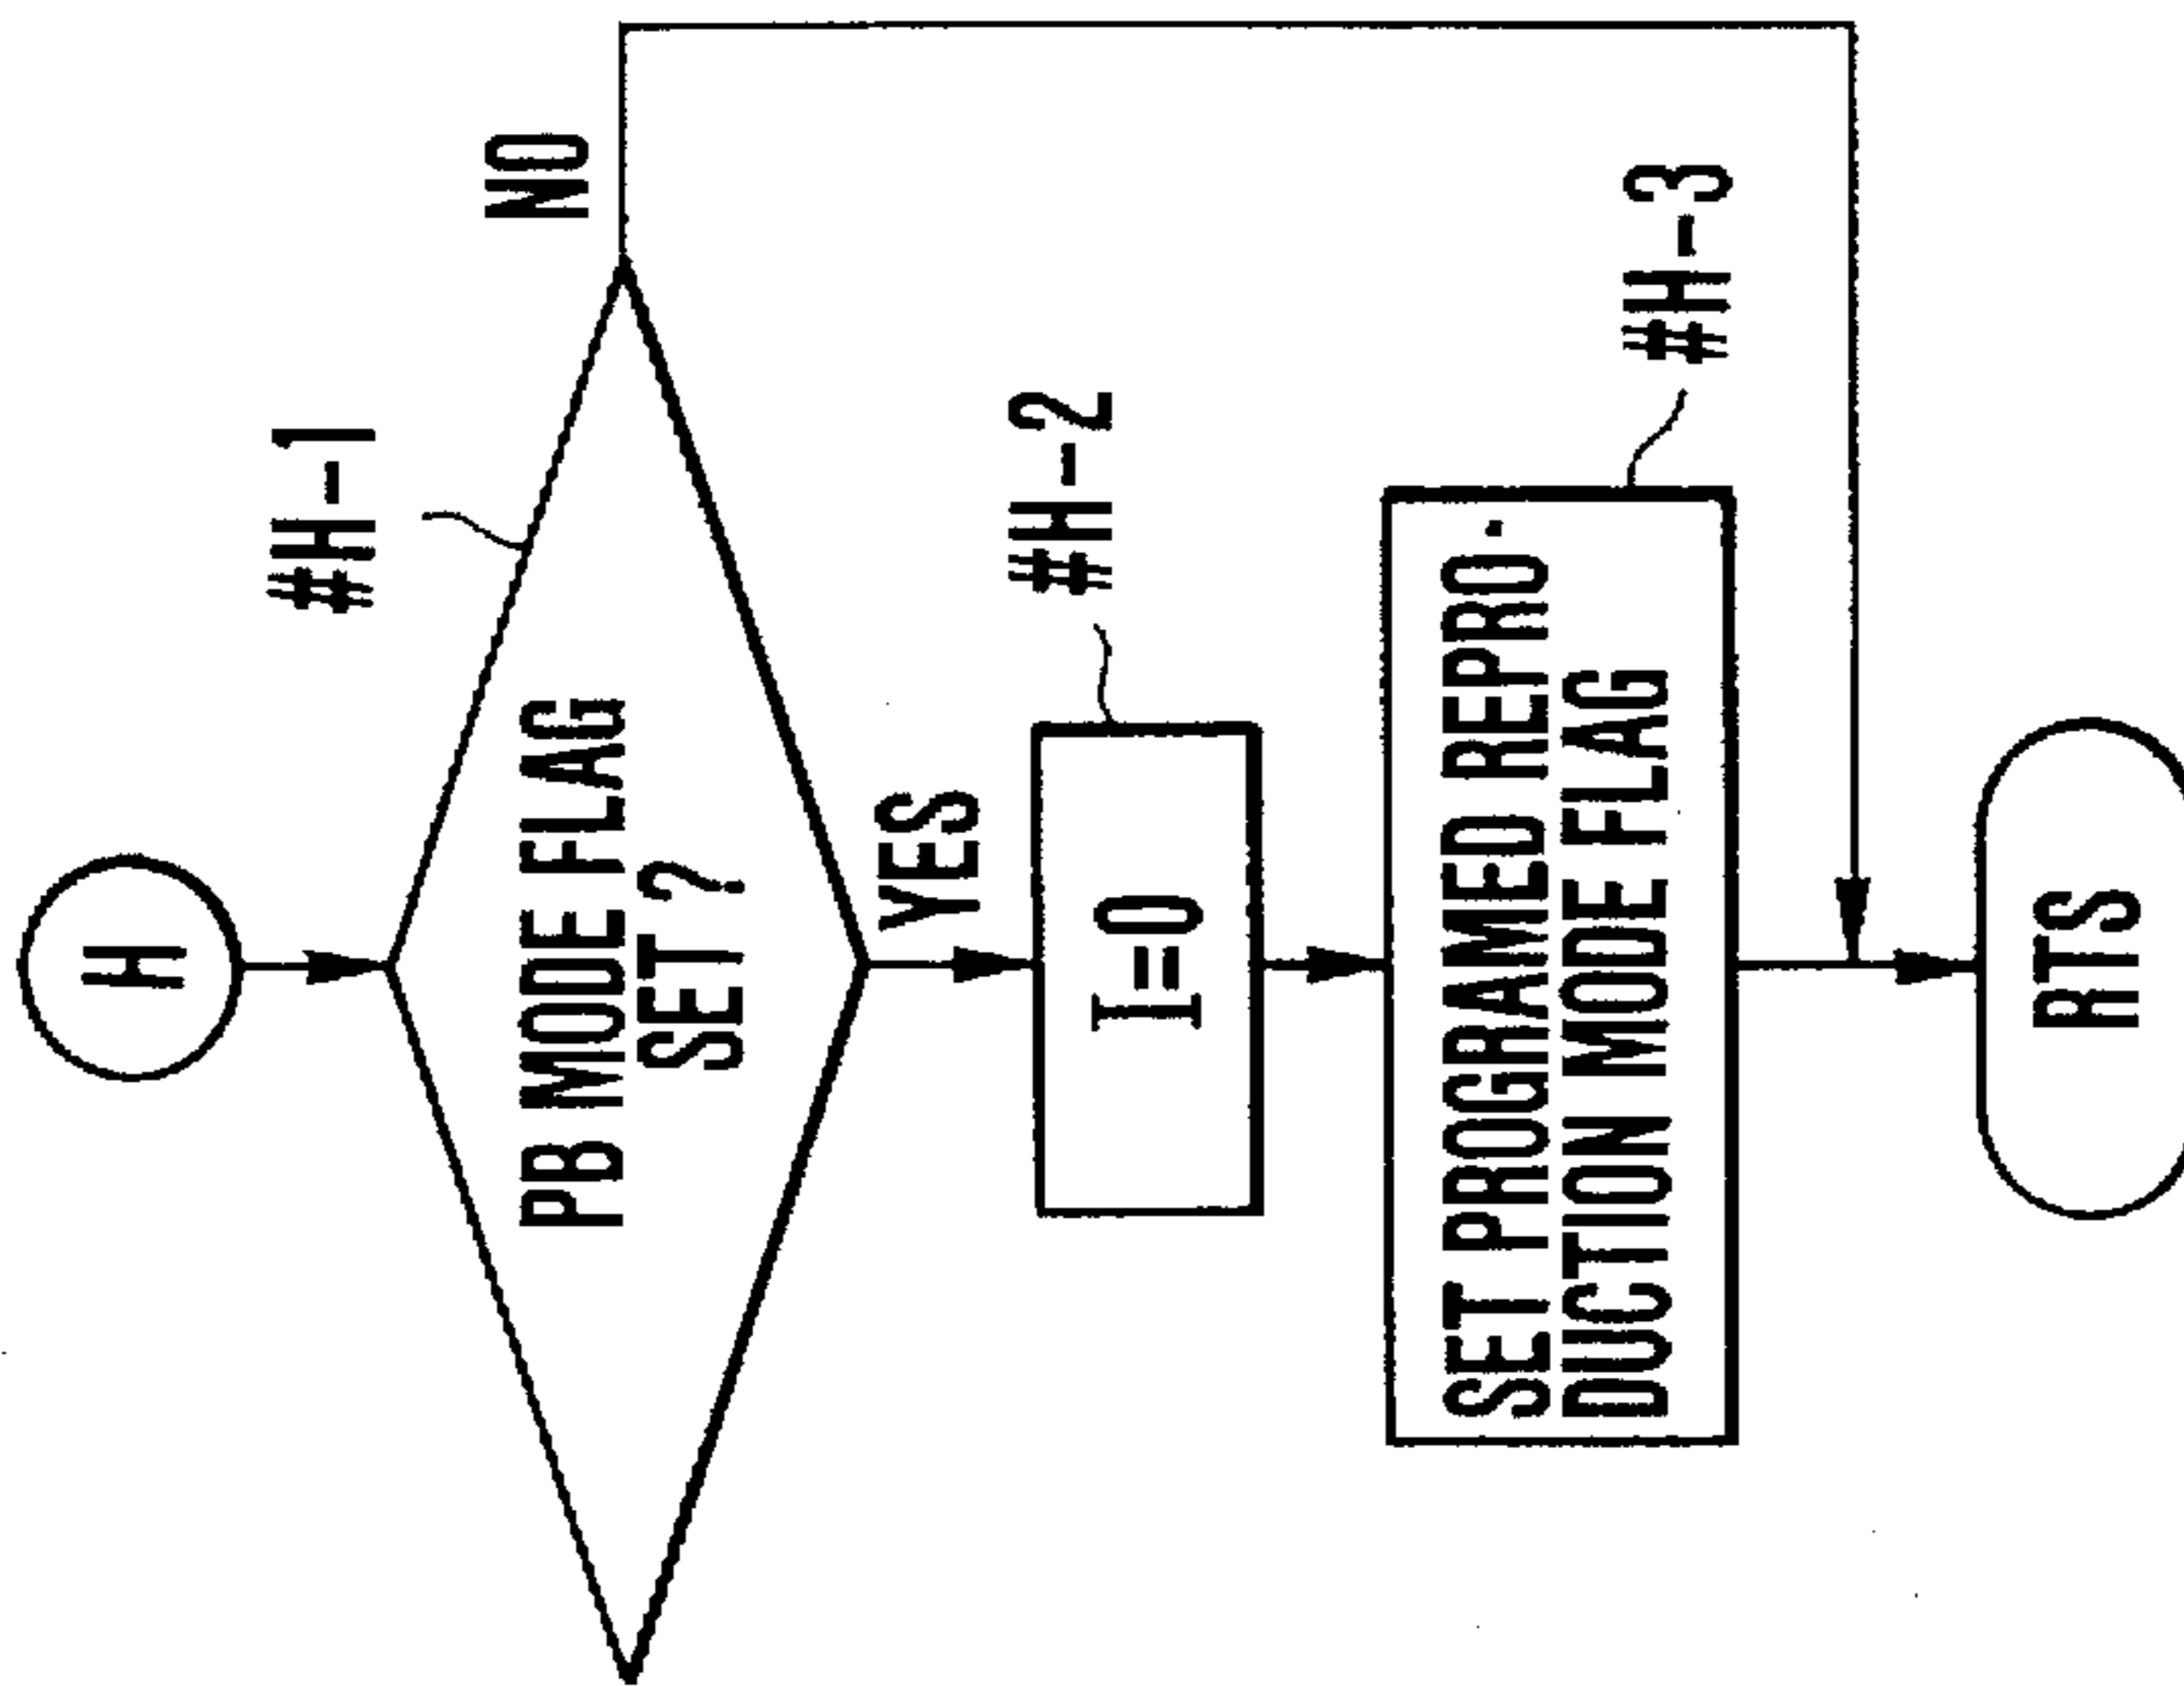 H
#H-1
PB MODE FLAG
SET ?
NO
YES
#H-2
I=0
#H-3
SET PROGRAMED REPRO.
DUCTION MODE FLAG
RTS